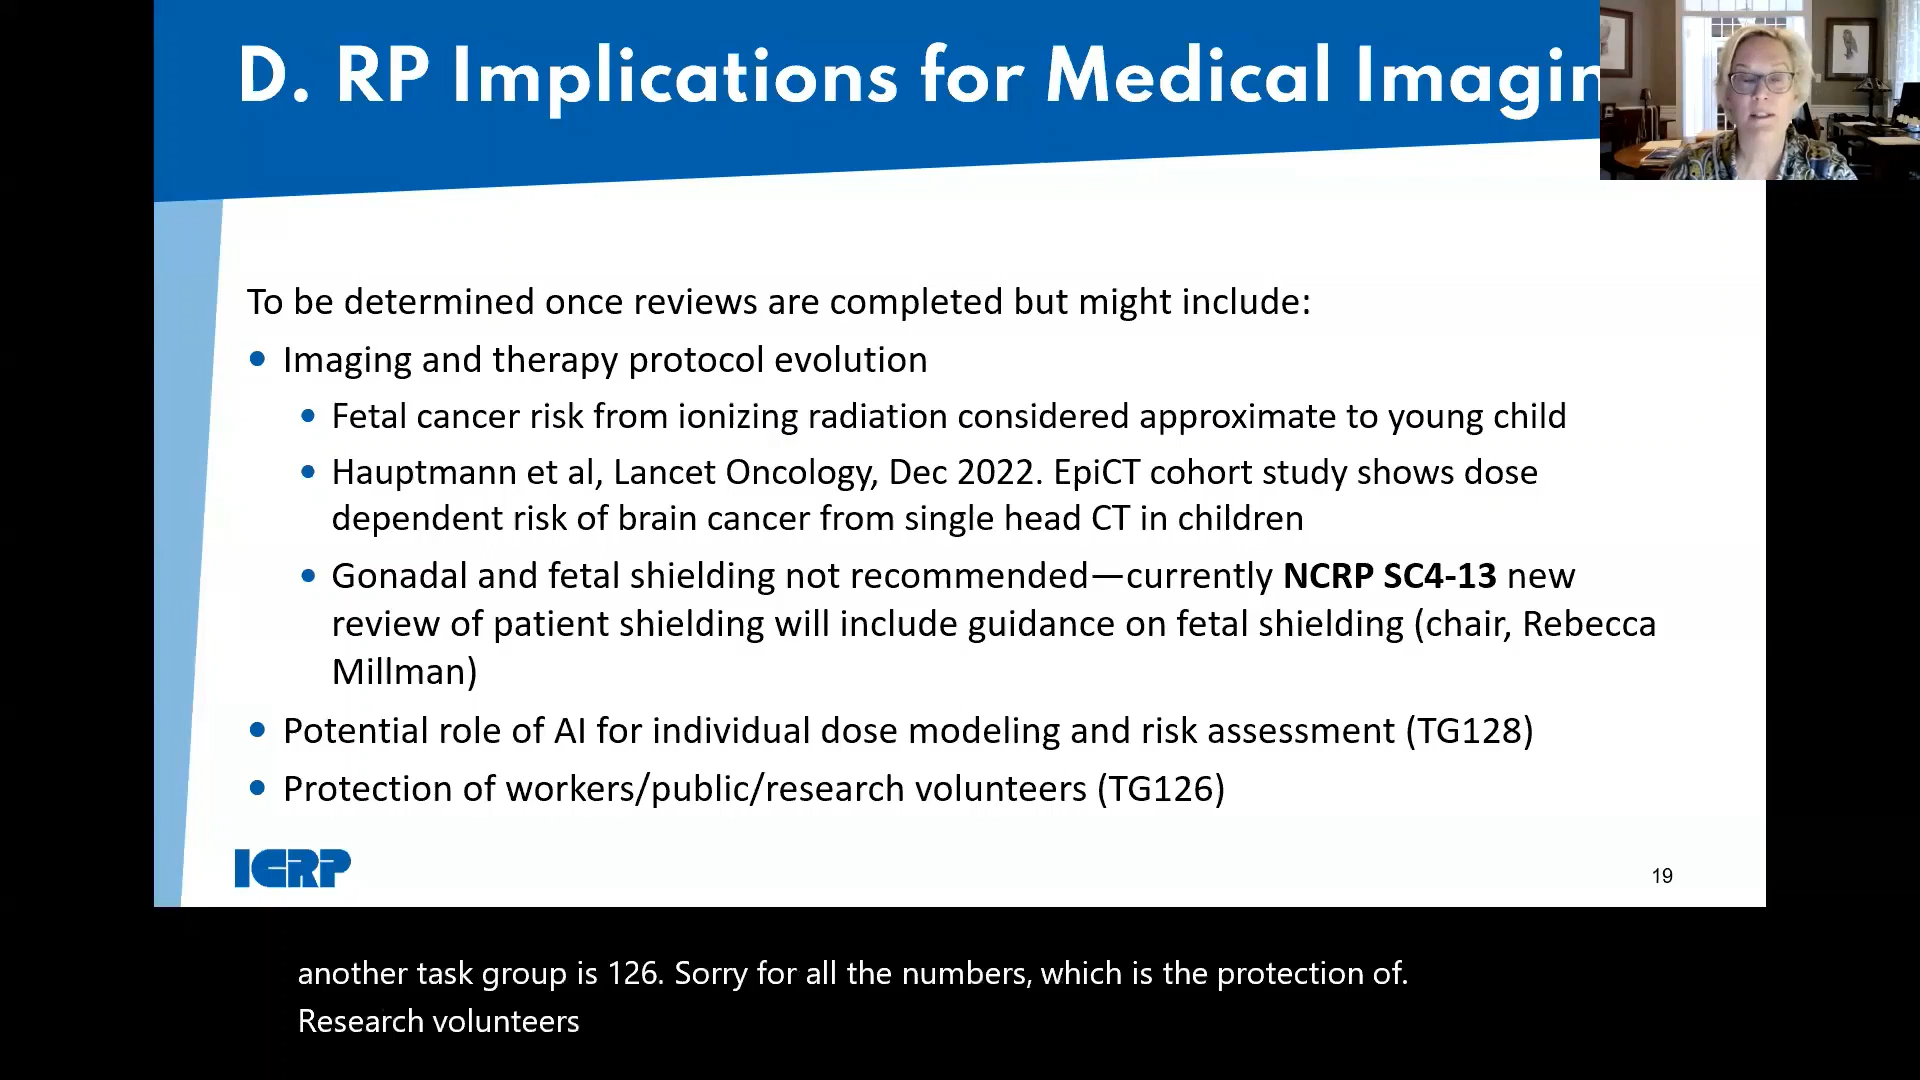 D. RP Implications for Medical Imagin
To be determined once reviews are completed but might include:
• Imaging and therapy protocol evolution
• Fetal cancer risk from ionizing radiation considered approximate to young child
• Hauptmann et al, Lancet Oncology, Dec 2022. EpiCT cohort study shows dose
dependent risk of brain cancer from single head CT in children
• Gonadal and fetal shielding not recommended—currently NCRP SC4-13 new
review of patient shielding will include guidance on fetal shielding (chair, Rebecca
Millman)
• Potential role of AI for individual dose modeling and risk assessment (TG128)
• Protection of workers/public/research volunteers (TG126)
ICRP
19
another task group is 126. Sorry for all the numbers, which is the protection of.
Research volunteers